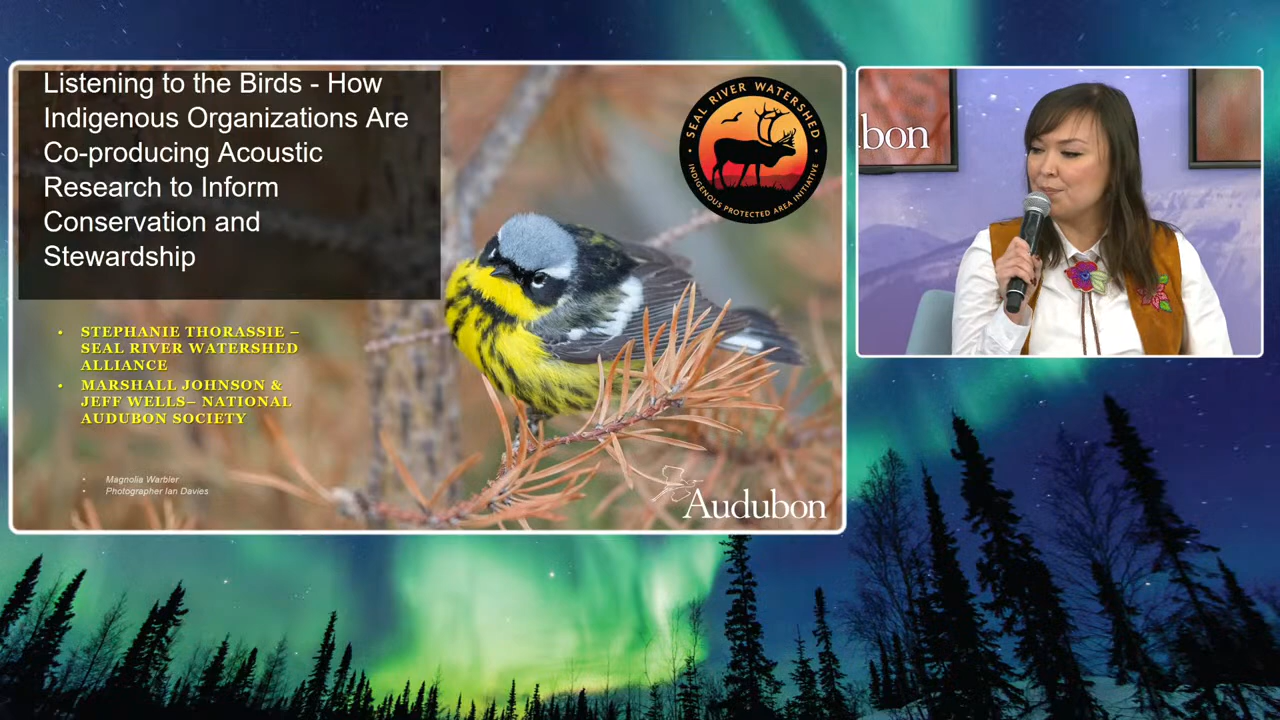 Listening to the Birds - How
Indigenous Organizations Are
Co-producing Acoustic
Research to Inform
Conservation and
Stewardship
STEPHANIE THORASSIE –
SEAL RIVER WATERSHED
ALLIANCE
MARSHALL JOHNSON &
JEFF WELLS– NATIONAL
AUDUBON SOCIETY
Magnolia Warbler
Photographer Ian Davies
SEAL RIVER WATERSHED
INDIGENOUS PROTECTED AREA INITIATIVE
Audubon
bon